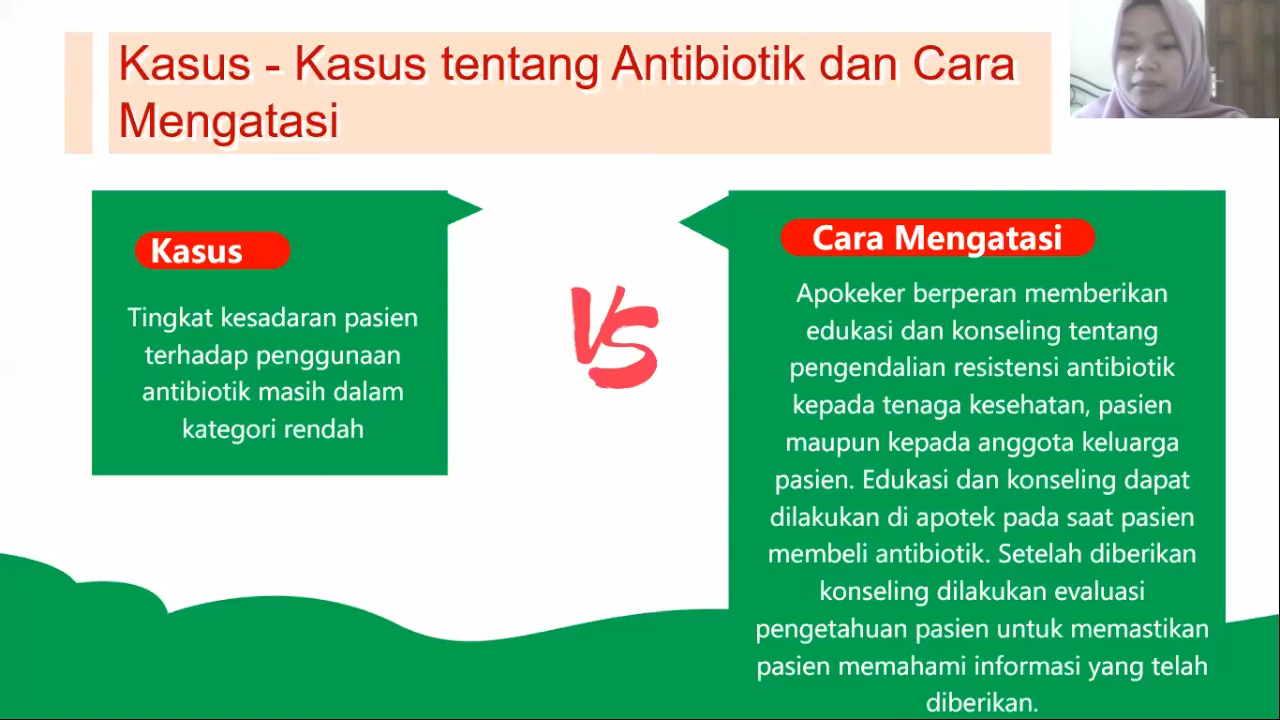 Kasus - Kasus tentang Antibiotik dan Cara
Mengatasi
Kasus
Tingkat kesadaran pasien
terhadap penggunaan
antibiotik masih dalam
kategori rendah
VS
Cara Mengatasi
Apokeker berperan memberikan
edukasi dan konseling tentang
pengendalian resistensi antibiotik
kepada tenaga kesehatan, pasien
maupun kepada anggota keluarga
pasien. Edukasi dan konseling dapat
dilakukan di apotek pada saat pasien
membeli antibiotik. Setelah diberikan
konseling dilakukan evaluasi
pengetahuan pasien untuk memastikan
pasien memahami informasi yang telah
diberikan.